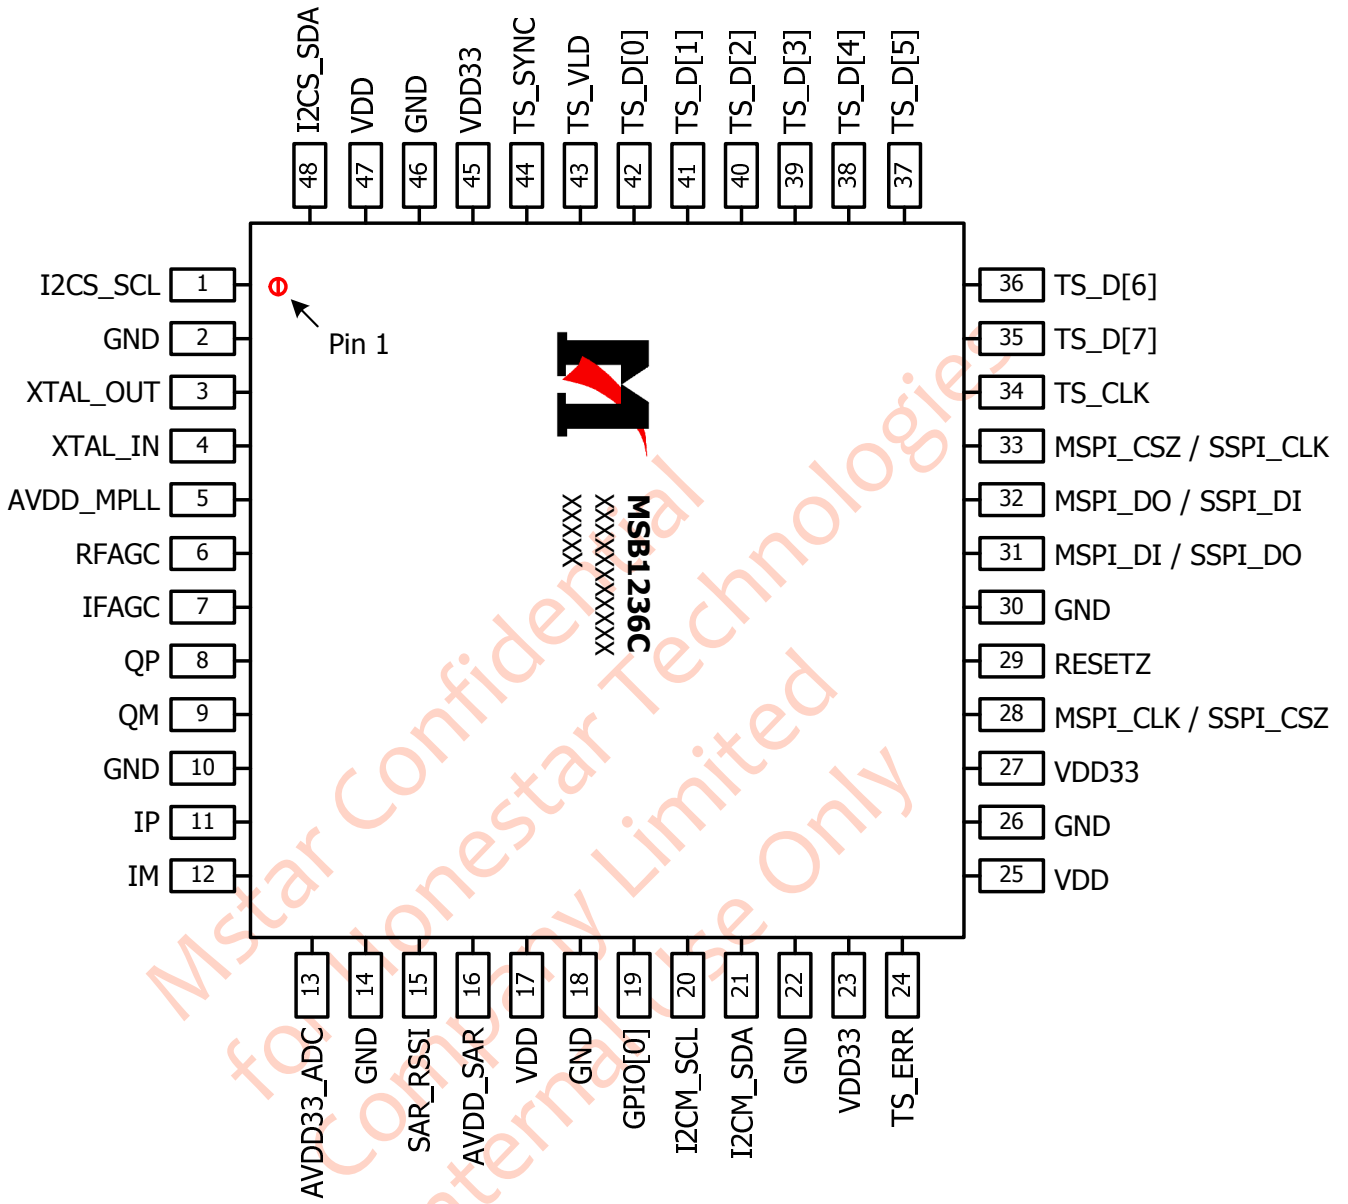 I2CS_SDA
VDD
GND
VDD33
TS_SYNC
TS_VLD
TS_D[0]
TS_D[1]
TS_D[2]
TS_D[3]
TS_D[4]
TS_D[5]
48 47 46 45 44 43 42 41 40 39 38 37
I2CS_SCL 1
GND 2
XTAL_OUT 3
XTAL_IN 4
AVDD_MPLL 5
RFAGC 6
IFAGC 7
QP 8
QM 9
GND 10
IP 11
IM 12
Pin 1
MSB1236C
XXXXXXXXXXX
XXXXX
36 TS_D[6]
35 TS_D[7]
34 TS_CLK
33 MSPI_CSZ / SSPI_CLK
32 MSPI_DO / SSPI_DI
31 MSPI_DI / SSPI_DO
30 GND
29 RESETZ
28 MSPI_CLK / SSPI_CSZ
27 VDD33
26 GND
25 VDD
13 14 15 16 17 18 19 20 21 22 23 24
AVDD33_ADC
GND
SAR_RSSI
AVDD_SAR
VDD
GND
GPIO[0]
I2CM_SCL
I2CM_SDA
GND
VDD33
TS_ERR
Mstar Confidential
for Honestar Technologies
Company Limited
Internal Use Only